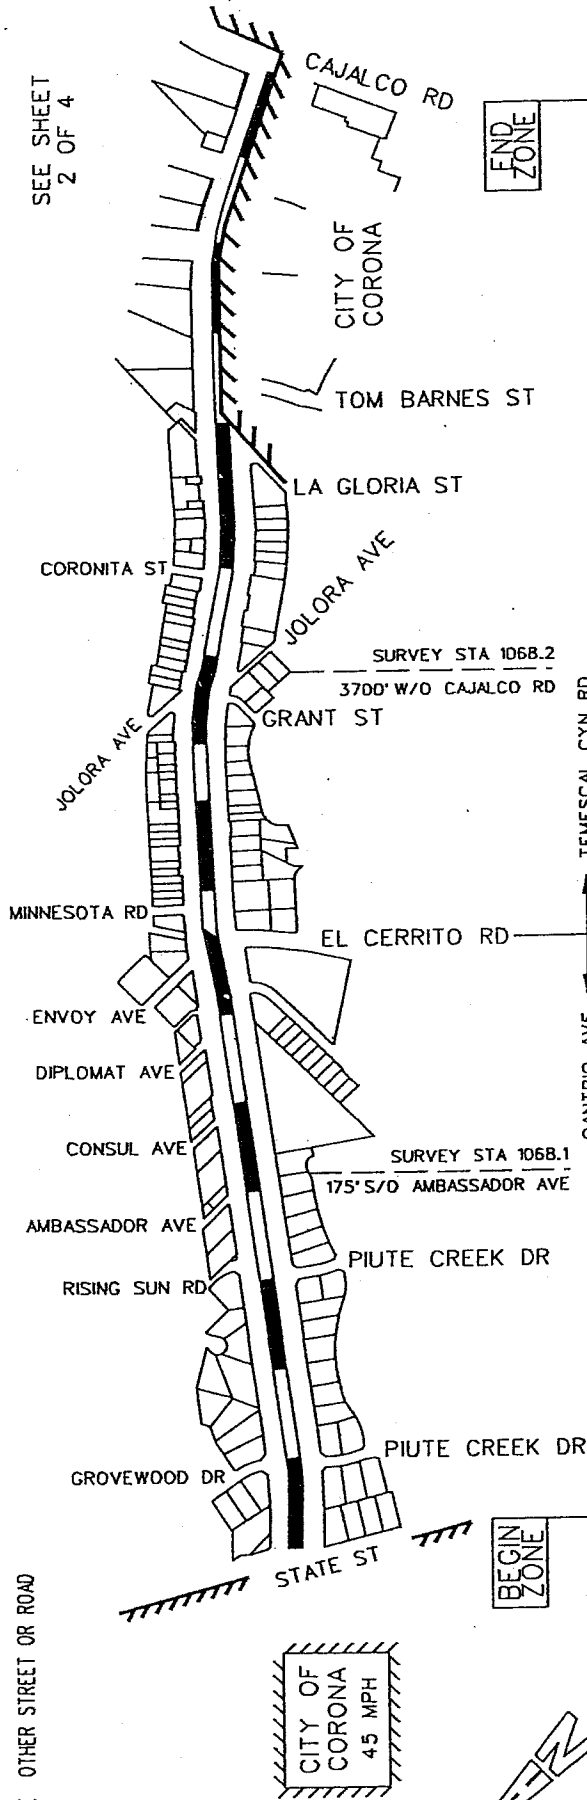 SEE SHEET
2 OF 4
CAJALCO RD
END
ZONE
CITY OF
CORONA
TOM BARNES ST
LA GLORIA ST
CORONITA ST
JOLORA AVE
SURVEY STA 1068.2
3700' W/O CAJALCO RD
GRANT ST
JOLORA AVE
TEMESCAL CYN RD
MINNESOTA RD
EL CERRITO RD
ENVOY AVE
DIPLOMAT AVE
CONSUL AVE
SURVEY STA 1068.1
175' S/O AMBASSADOR AVE
AMBASSADOR AVE
PIUTE CREEK DR
RISING SUN RD
PIUTE CREEK DR
GROVEWOOD DR
STATE ST
BEGIN
ZONE
OTHER STREET OR ROAD
CITY OF
CORONA
45 MPH